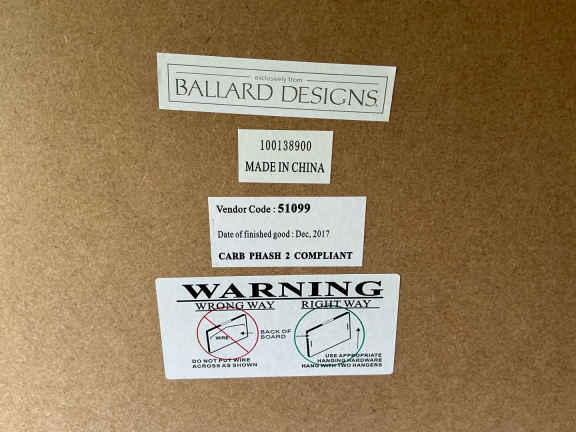 exclusively from
BALLARD DESIGNS
100138900
MADE IN CHINA
Vendor Code : 51099
Date of finished good : Dec, 2017
CARB PHASH 2 COMPLIANT
WARNING
WRONG WAY
RIGHT WAY
WIRE
BACK OF
BOARD
DO NOT PUT WIRE
ACROSS AS SHOWN
USE APPROPRIATE
HANGING HARDWARE
HANG WITH TWO HANGERS